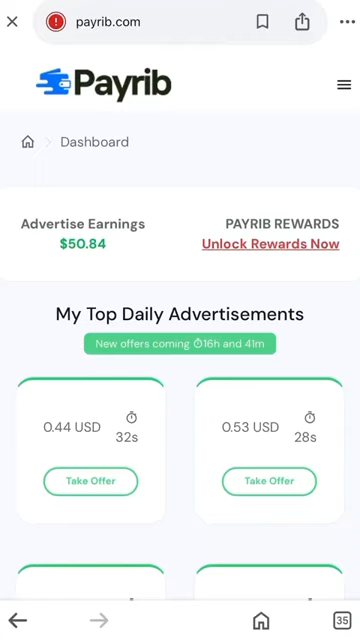 payrib.com
Payrib
Dashboard
Advertise Earnings PAYRIB REWARDS
$50.84 Unlock Rewards Now
My Top Daily Advertisements
New offers coming 16h and 41m
0.44 USD 32s
0.53 USD 28s
Take Offer Take Offer
35